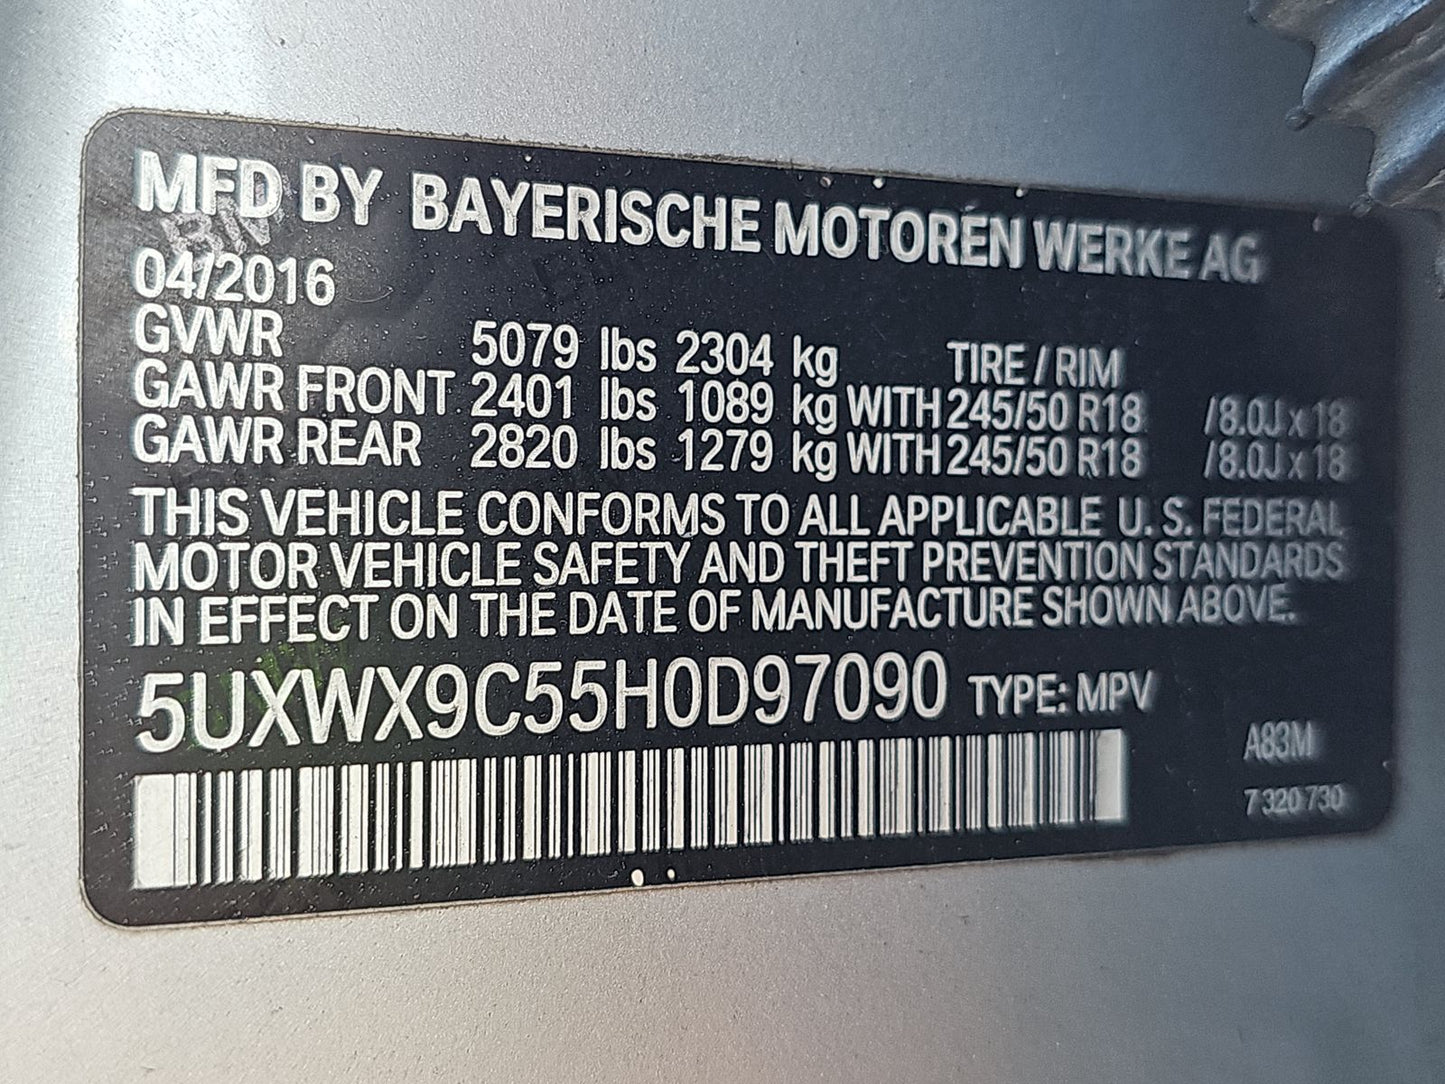 MFD BY BAYERISCHE MOTOREN WERKE AG
04/2016
GVWR 5079 lbs 2304 kg TIRE / RIM
GAWR FRONT 2401 lbs 1089 kg WITH 245/50 R18 /8.0J x 18
GAWR REAR 2820 lbs 1279 kg WITH 245/50 R18 /8.0J x 18
THIS VEHICLE CONFORMS TO ALL APPLICABLE U. S. FEDERAL
MOTOR VEHICLE SAFETY AND THEFT PREVENTION STANDARDS
IN EFFECT ON THE DATE OF MANUFACTURE SHOWN ABOVE.
5UXWX9C55H0D97090 TYPE: MPV
A83M
7 320 730